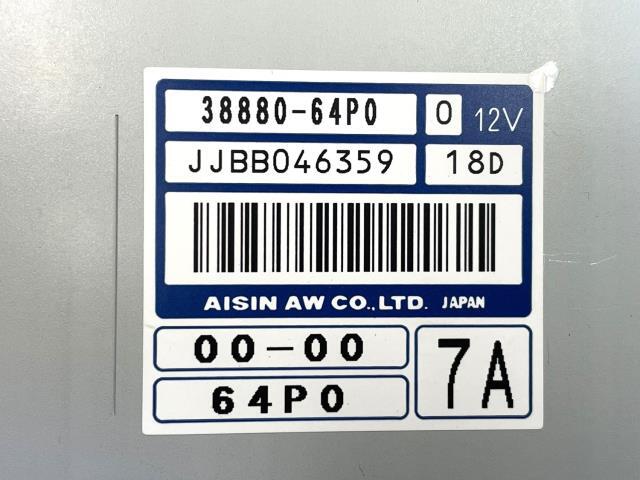 38880-64P0 0 12V
JJBB046359 18D
AISIN AW CO.,LTD. JAPAN
00-00
64P0
7A